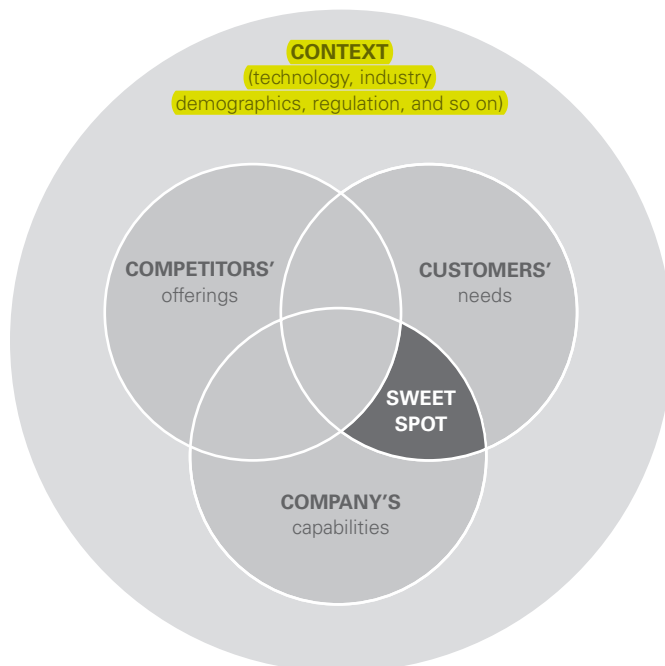 CONTEXT
(technology, industry
demographics, regulation, and so on)
COMPETITORS’
offerings
CUSTOMERS’
needs
SWEET
SPOT
COMPANY’S
capabilities